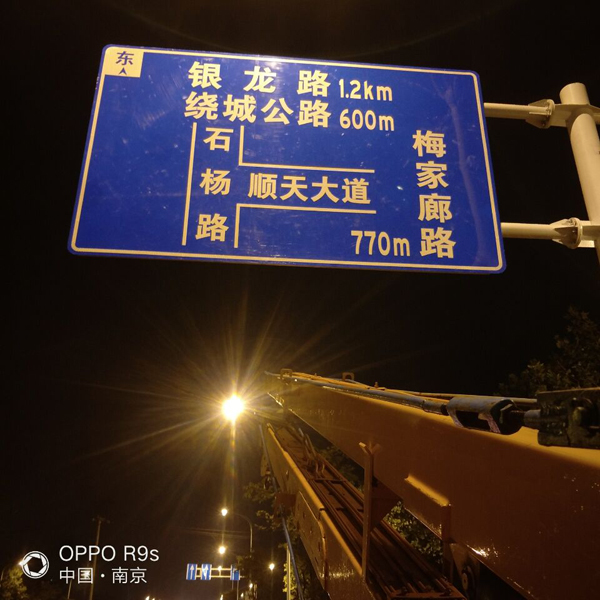 东
银龙路 1.2km
绕城公路 600m
石杨路
顺天大道
梅家廊路
770m
OPPO R9s
中国·南京